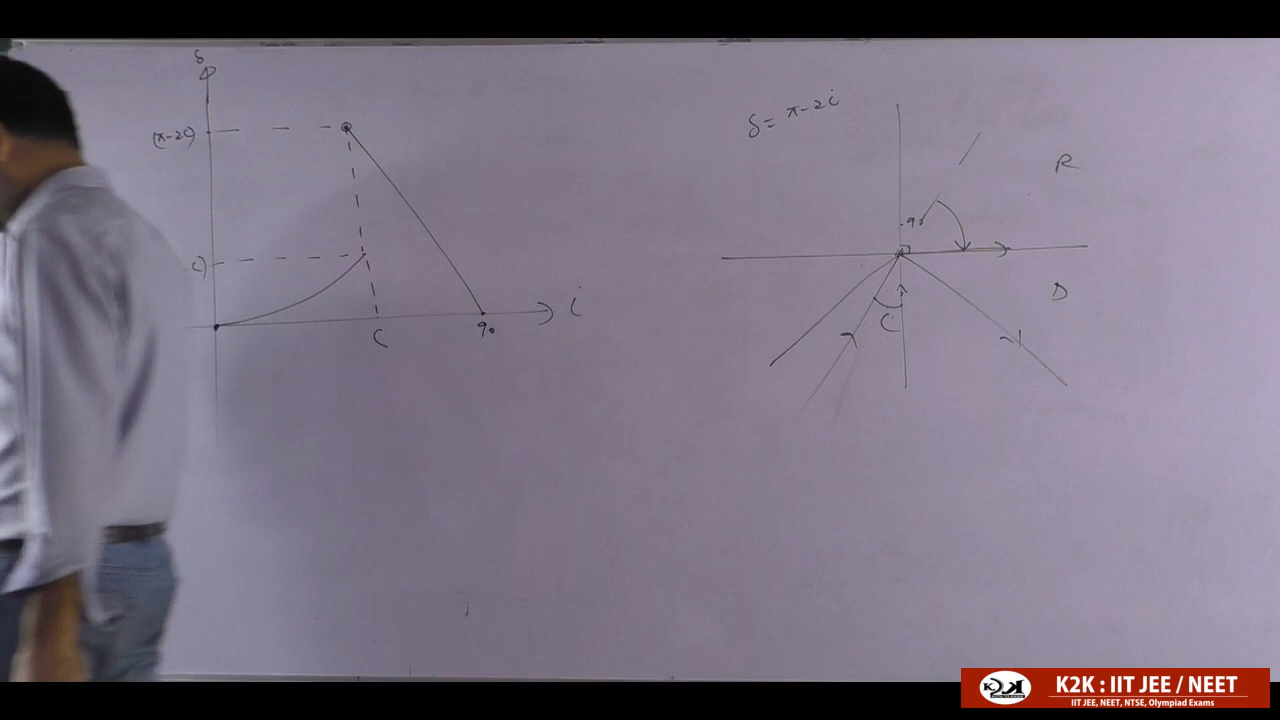 δ
(π-2C)
C)
C
90
i
δ = π-2i
R
90
D
C
K2K : IIT JEE / NEET
IIT JEE, NEET, NTSE, Olympiad Exams